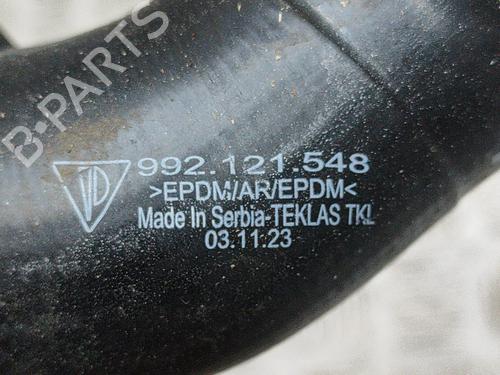 B-PARTS
992.121.548
>EPDM/AR/EPDM<
Made In Serbia-TEKLAS TKL
03.11.23